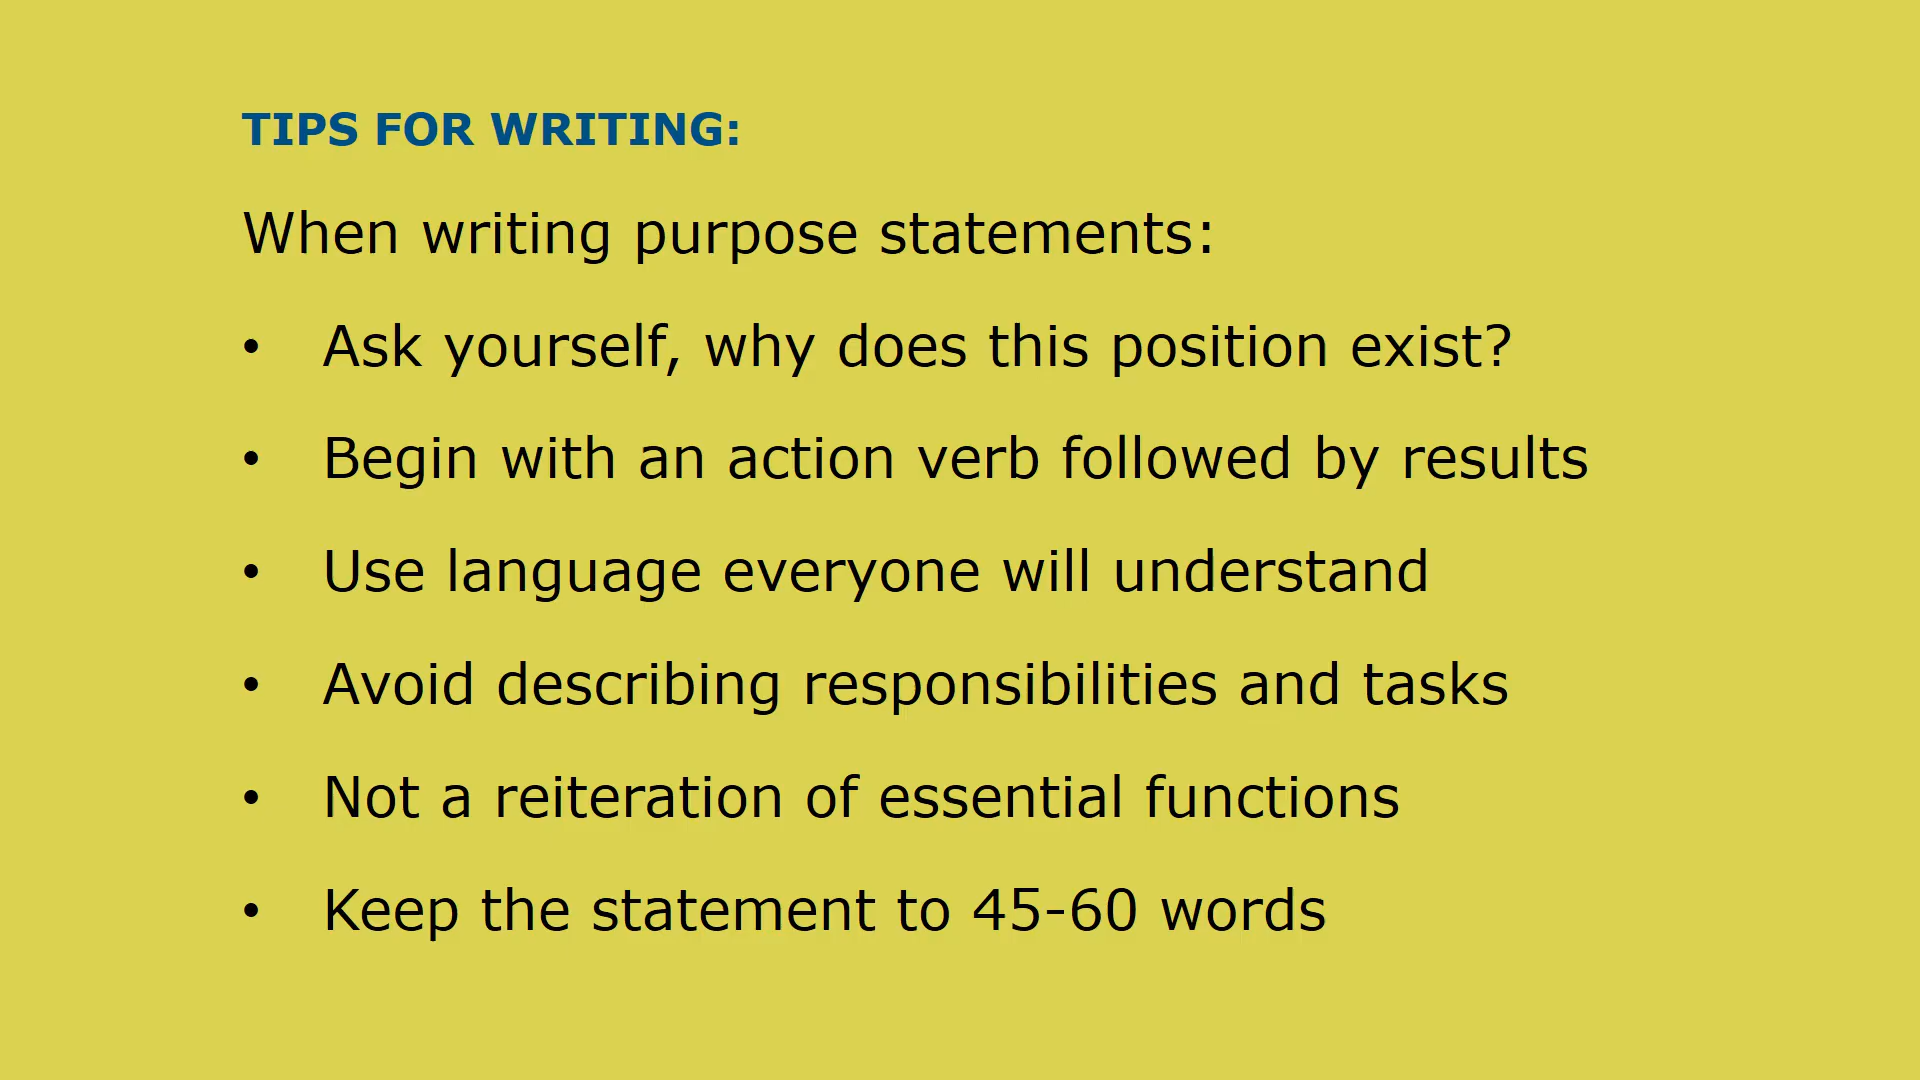 TIPS FOR WRITING:
When writing purpose statements:
• Ask yourself, why does this position exist?
• Begin with an action verb followed by results
• Use language everyone will understand
• Avoid describing responsibilities and tasks
• Not a reiteration of essential functions
• Keep the statement to 45-60 words